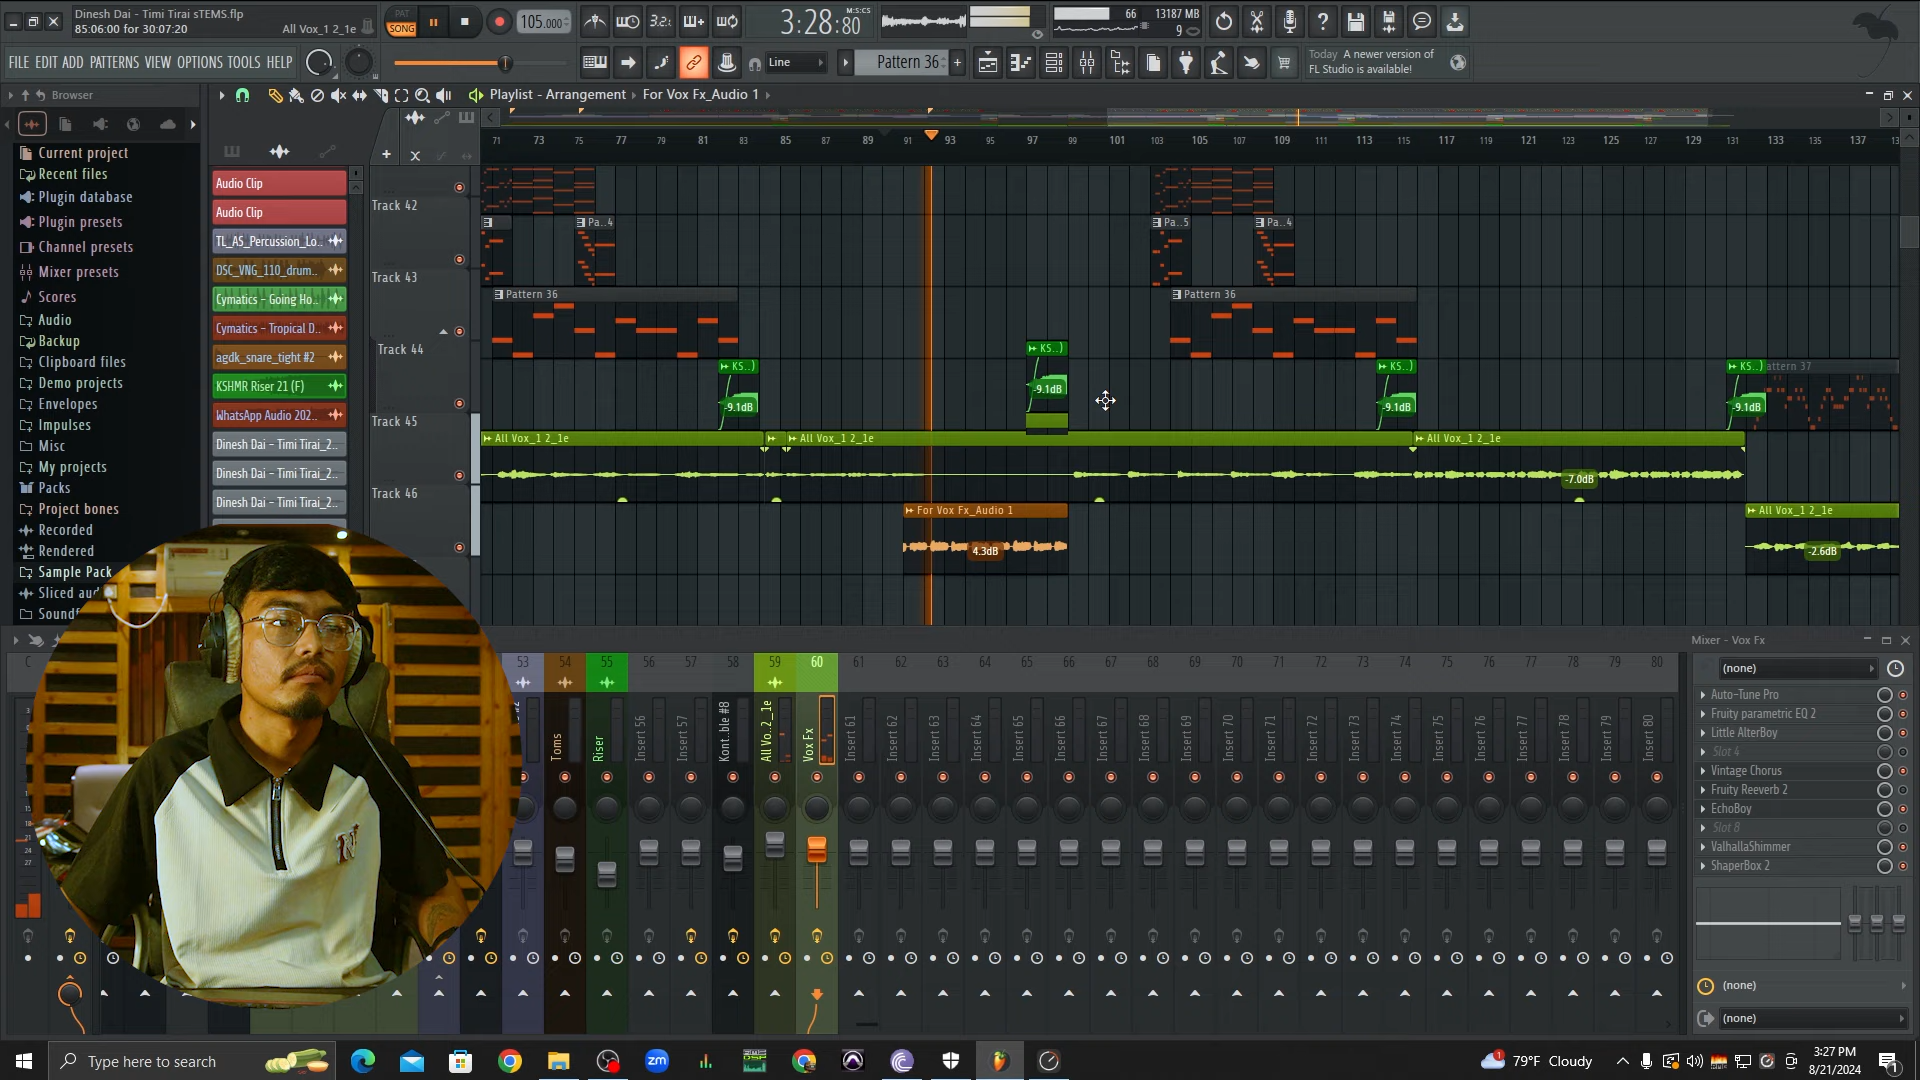 Dinesh Dai - Timi Tirai sTEMS.flp
85:06:00 for 30:07:20
All Vox_1 2_1e
PAT
SONG
105.000
3:28:80
M:S:CS
66
13187 MB
9
FILE EDIT ADD PATTERNS VIEW OPTIONS TOOLS HELP
Line
Pattern 36
Today A newer version of
FL Studio is available!
Browser
Playlist - Arrangement
For Vox Fx_Audio 1
71 73 75 77 79 81 83 85 87 89 91 93 95 97 99 101 103 105 107 109 111 113 115 117 119 121 123 125 127 129 131 133 135 137
Current project
Recent files
Plugin database
Plugin presets
Channel presets
Mixer presets
Scores
Audio
Backup
Clipboard files
Demo projects
Envelopes
Impulses
Misc
My projects
Packs
Project bones
Recorded
Rendered
Sample Pack
Sliced au
Soundf
Audio Clip
Audio Clip
TL_AS_Percussion_Lo..
DSC_VNG_110_drum..
Cymatics - Going Ho..
Cymatics - Tropical D..
agdk_snare_tight #2
KSHMR Riser 21 (F)
WhatsApp Audio 202..
Dinesh Dai - Timi Tirai_2..
Dinesh Dai - Timi Tirai_2..
Dinesh Dai - Timi Tirai_2..
Track 42
Pa..4
Pa..5
Pa..4
Track 43
Pattern 36
Pattern 36
Track 44
KS..)
KS..)
KS..)
KS..)
attern 37
-9.1dB
-9.1dB
-9.1dB
-9.1dB
Track 45
All Vox_1 2_1e
All Vox_1 2_1e
All Vox_1 2_1e
-7.0dB
Track 46
For Vox Fx_Audio 1
All Vox_1 2_1e
4.3dB
-2.6dB
Mixer - Vox Fx
53 54 55 56 57 58 59 60 61 62 63 64 65 66 67 68 69 70 71 72 73 74 75 76 77 78 79 80
Toms
Riser
Insert 56
Insert 57
Kont..ble #8
All Vo..2_1e
Vox Fx
Insert 61
Insert 62
Insert 63
Insert 64
Insert 65
Insert 66
Insert 67
Insert 68
Insert 69
Insert 70
Insert 71
Insert 72
Insert 73
Insert 74
Insert 75
Insert 76
Insert 77
Insert 78
Insert 79
Insert 80
(none)
Auto-Tune Pro
Fruity parametric EQ 2
Little AlterBoy
Slot 4
Vintage Chorus
Fruity Reeverb 2
EchoBoy
Slot 8
ValhallaShimmer
ShaperBox 2
(none)
(none)
Type here to search
zm
79°F Cloudy
3:27 PM
8/21/2024
1